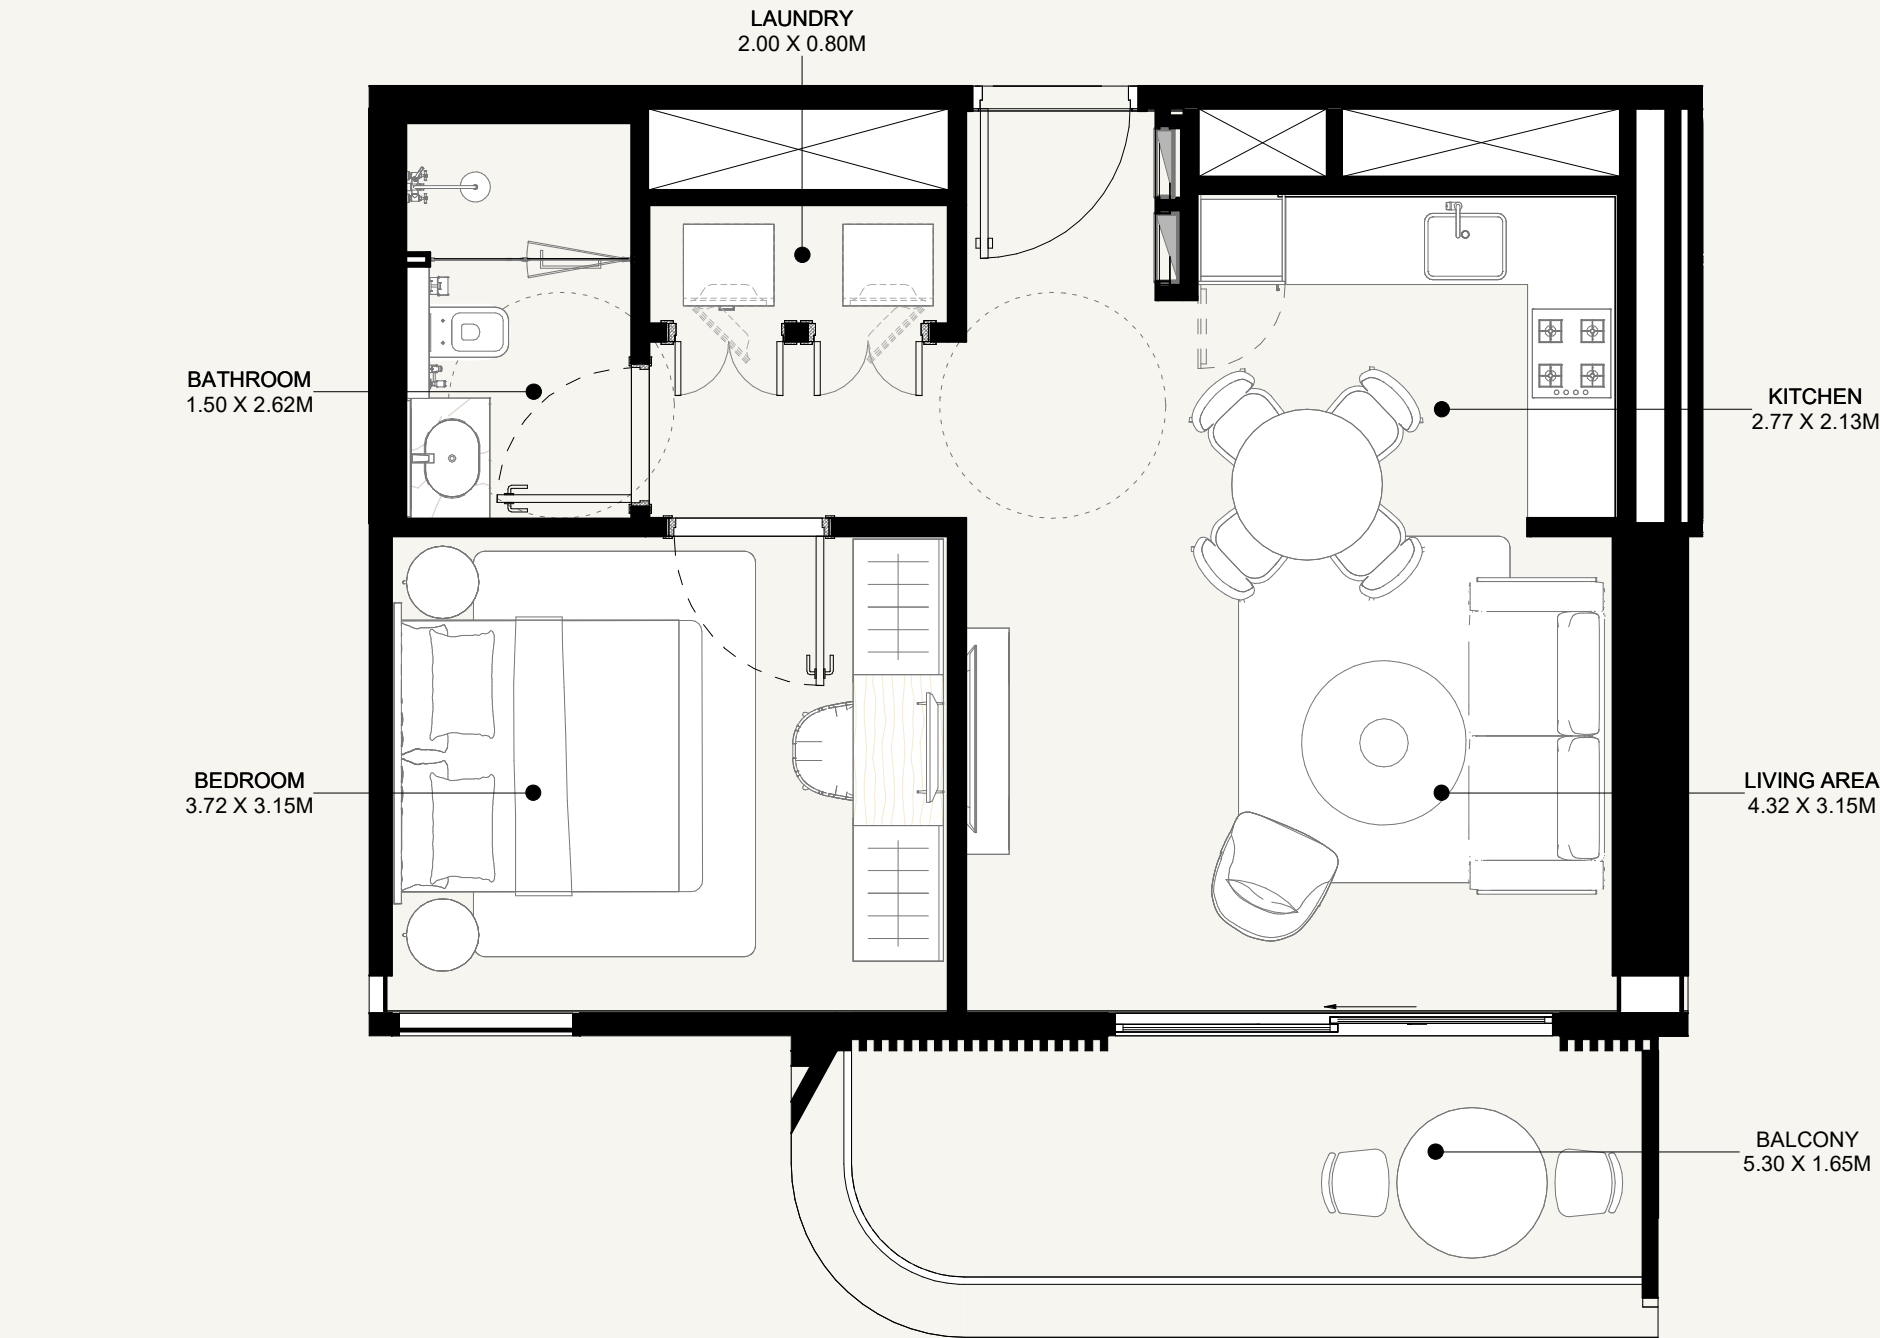 LAUNDRY
2.00 X 0.80M
BATHROOM
1.50 X 2.62M
KITCHEN
2.77 X 2.13M
BEDROOM
3.72 X 3.15M
LIVING AREA
4.32 X 3.15M
BALCONY
5.30 X 1.65M